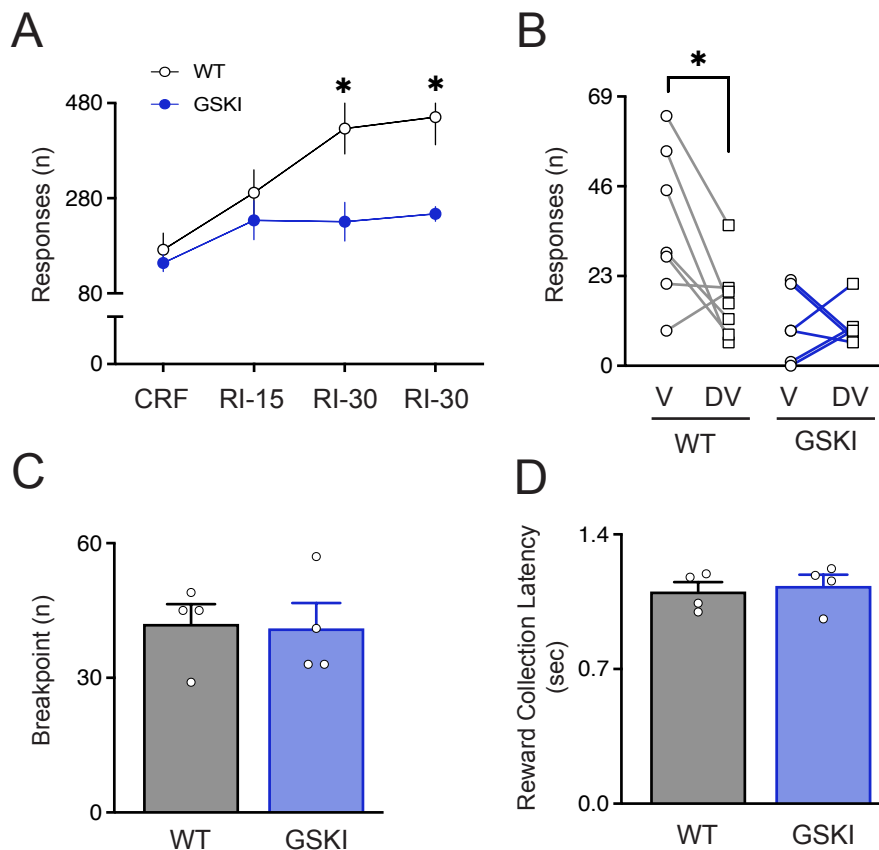 A
WT
GSKI
*
*
Responses (n)
480
280
80
0
CRF RI-15 RI-30 RI-30
B
*
Responses (n)
69
46
23
0
V DV V DV
WT GSKI
C
Breakpoint (n)
60
30
0
WT GSKI
D
Reward Collection Latency
(sec)
1.4
0.7
0.0
WT GSKI